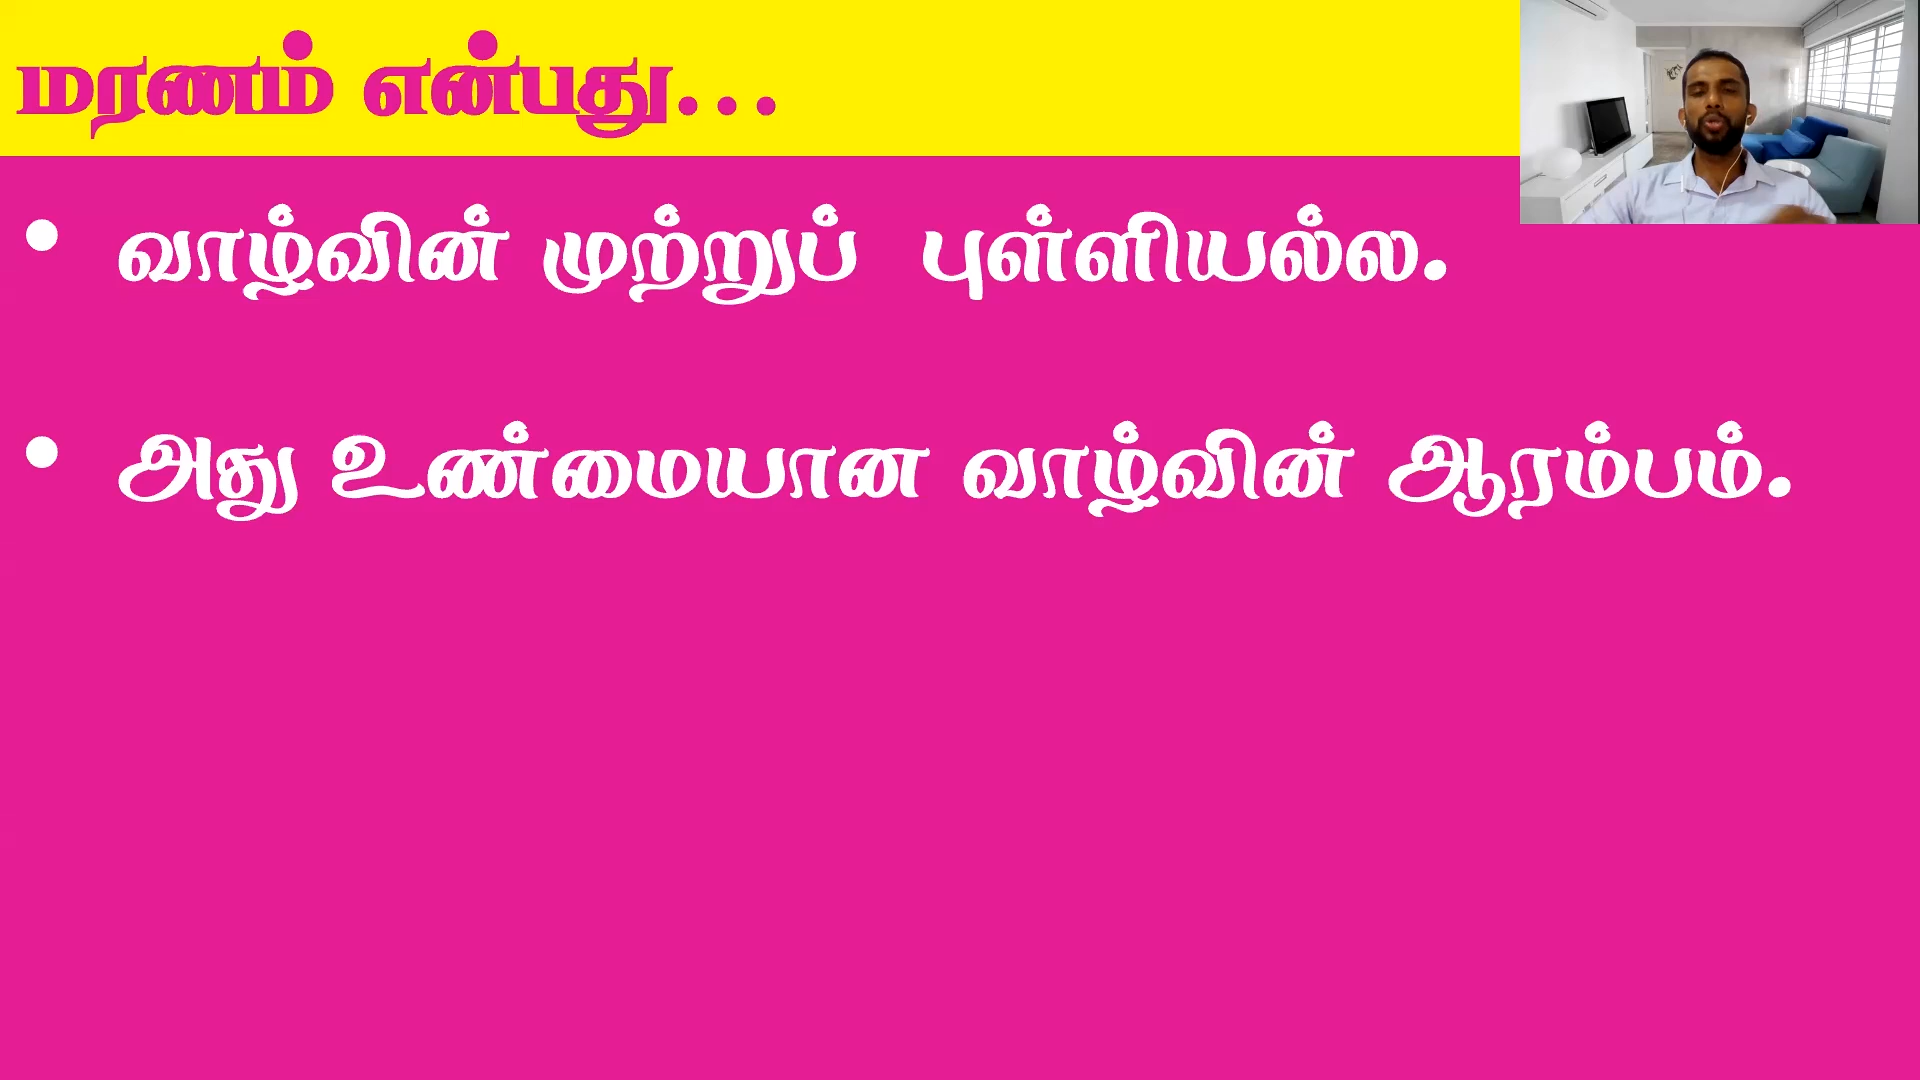 மரணம் என்பது...
• வாழ்வின் முற்றுப் புள்ளியல்ல.
• அது உண்மையான வாழ்வின் ஆரம்பம்.